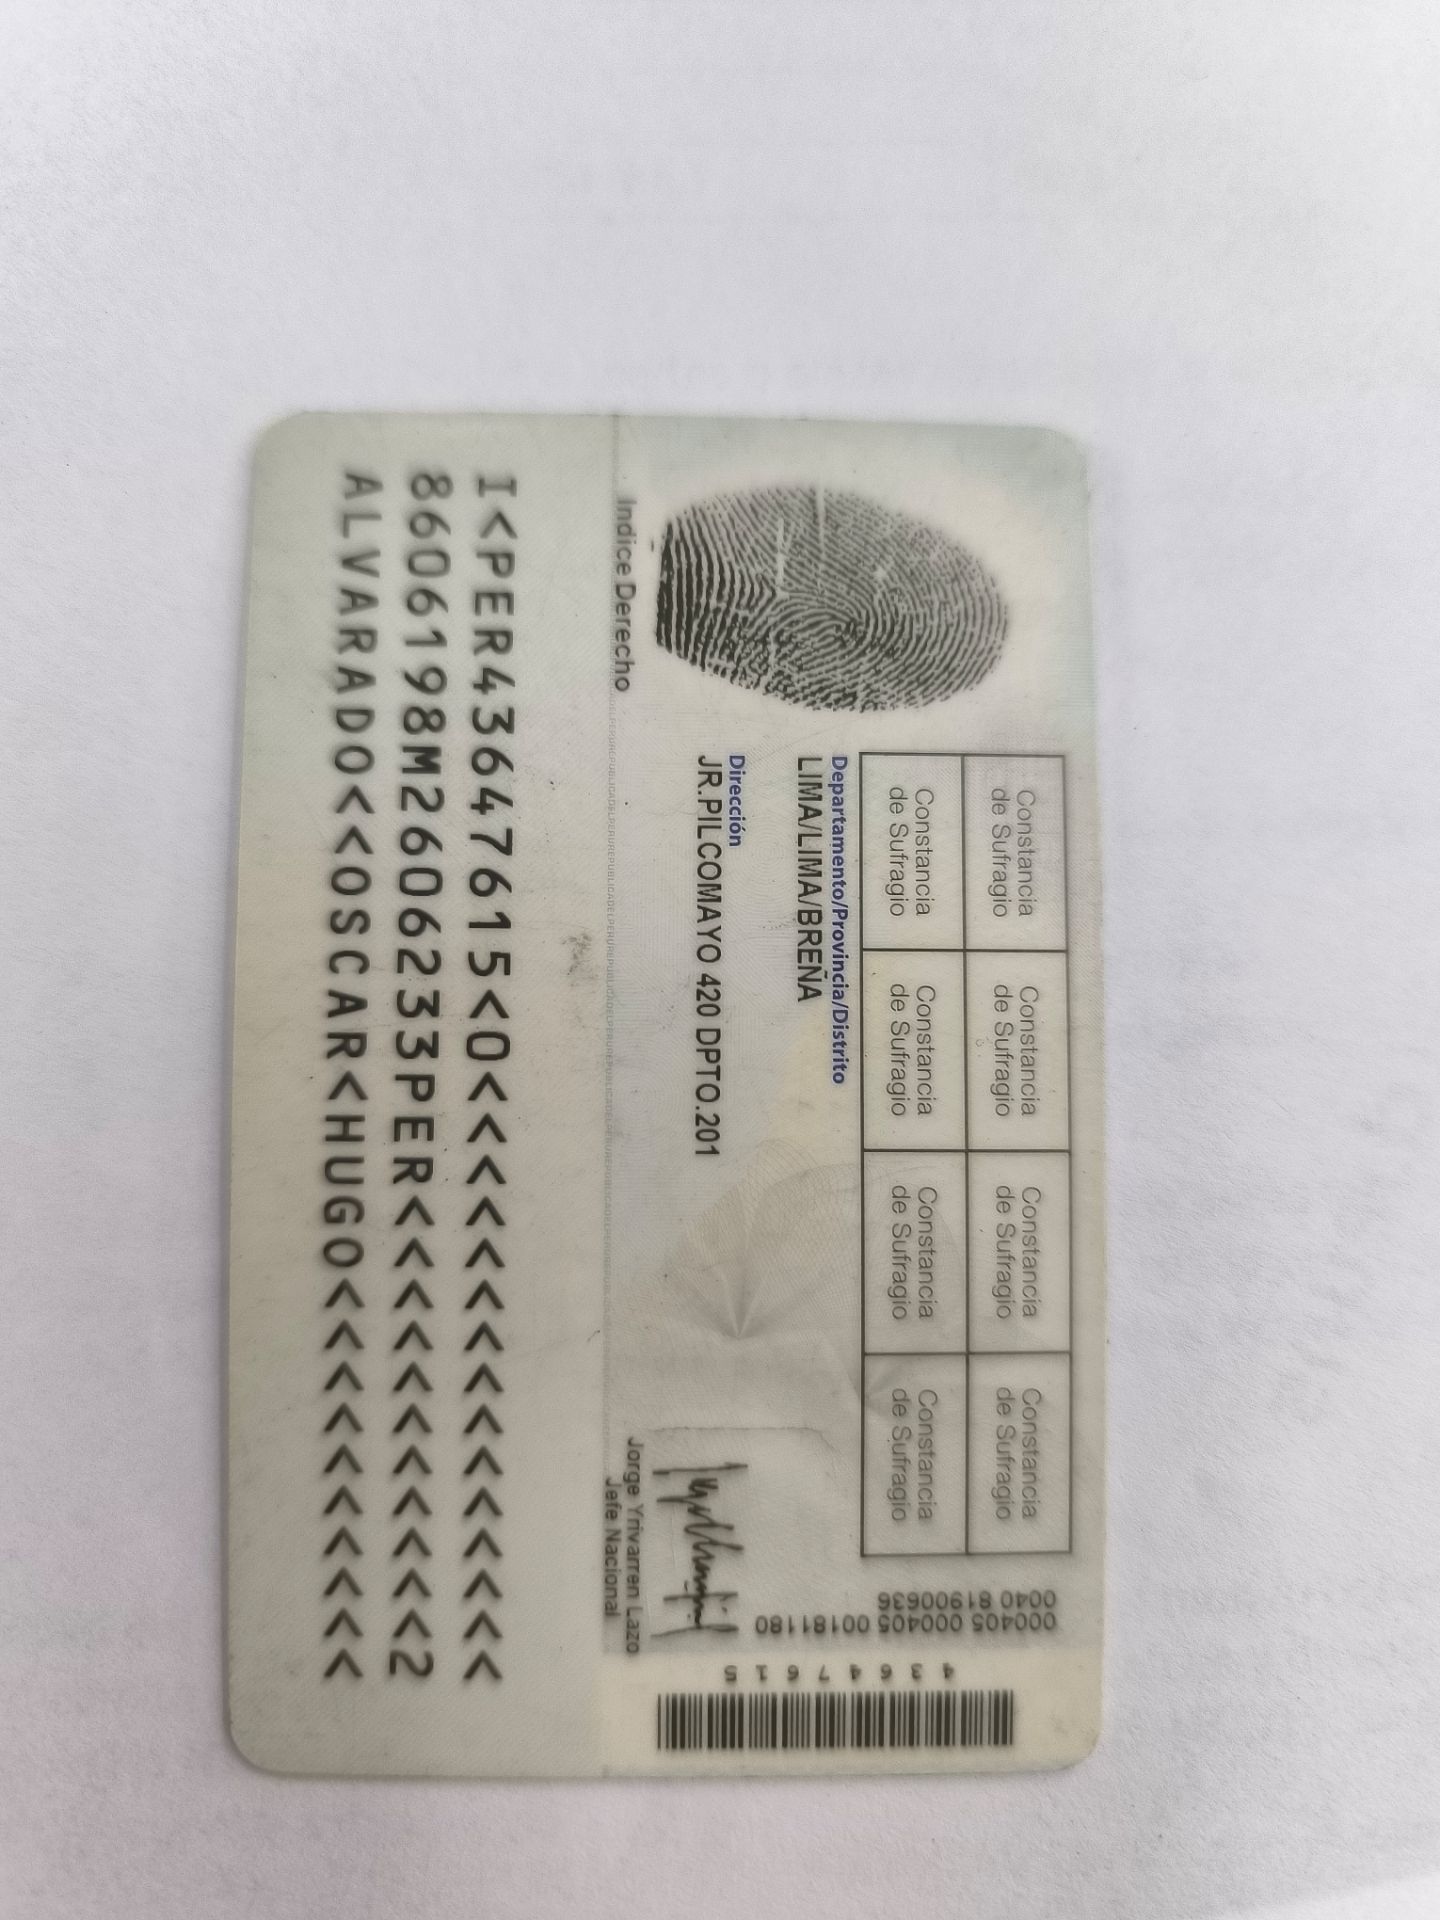 Constancia de Sufragio
Constancia de Sufragio
Constancia de Sufragio
Constancia de Sufragio
Constancia de Sufragio
Constancia de Sufragio
Constancia de Sufragio
Constancia de Sufragio
Departamento/Provincia/Distrito
LIMA/LIMA/BREÑA
Dirección
JR.PILCOMAYO 420 DPTO.201
Indice Derecho
Jorge Yrivarren Lazo
Jefe Nacional
0040 81900636
000405 000405 00181180
43647615
I<PER43647615<0<<<<<<<<<<<<<<<
8606198M2606233PER<<<<<<<<<<<2
ALVARADO<<OSCAR<HUGO<<<<<<<<<<